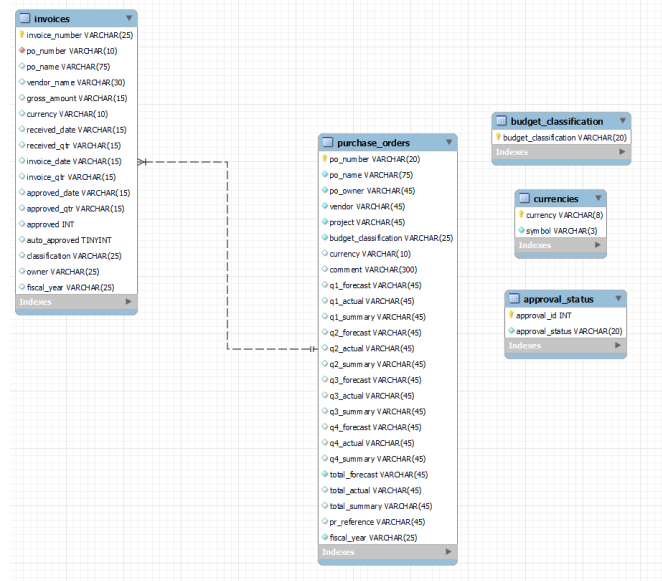 invoices
invoice_number VARCHAR(25)
po_number VARCHAR(10)
po_name VARCHAR(75)
vendor_name VARCHAR(30)
gross_amount VARCHAR(15)
currency VARCHAR(10)
received_date VARCHAR(15)
received_qtr VARCHAR(15)
invoice_date VARCHAR(15)
invoice_qtr VARCHAR(15)
approved_date VARCHAR(15)
approved_qtr VARCHAR(15)
approved INT
auto_approved TINYINT
classification VARCHAR(25)
owner VARCHAR(25)
fiscal_year VARCHAR(25)
Indexes
purchase_orders
po_number VARCHAR(20)
po_name VARCHAR(75)
po_owner VARCHAR(45)
vendor VARCHAR(45)
project VARCHAR(45)
budget_classification VARCHAR(25)
currency VARCHAR(10)
comment VARCHAR(300)
q1_forecast VARCHAR(45)
q1_actual VARCHAR(45)
q1_summary VARCHAR(45)
q2_forecast VARCHAR(45)
q2_actual VARCHAR(45)
q2_summary VARCHAR(45)
q3_forecast VARCHAR(45)
q3_actual VARCHAR(45)
q3_summary VARCHAR(45)
q4_forecast VARCHAR(45)
q4_actual VARCHAR(45)
q4_summary VARCHAR(45)
total_forecast VARCHAR(45)
total_actual VARCHAR(45)
total_summary VARCHAR(45)
pr_reference VARCHAR(45)
fiscal_year VARCHAR(25)
Indexes
budget_classification
budget_classification VARCHAR(20)
Indexes
currencies
currency VARCHAR(8)
symbol VARCHAR(3)
Indexes
approval_status
approval_id INT
approval_status VARCHAR(20)
Indexes